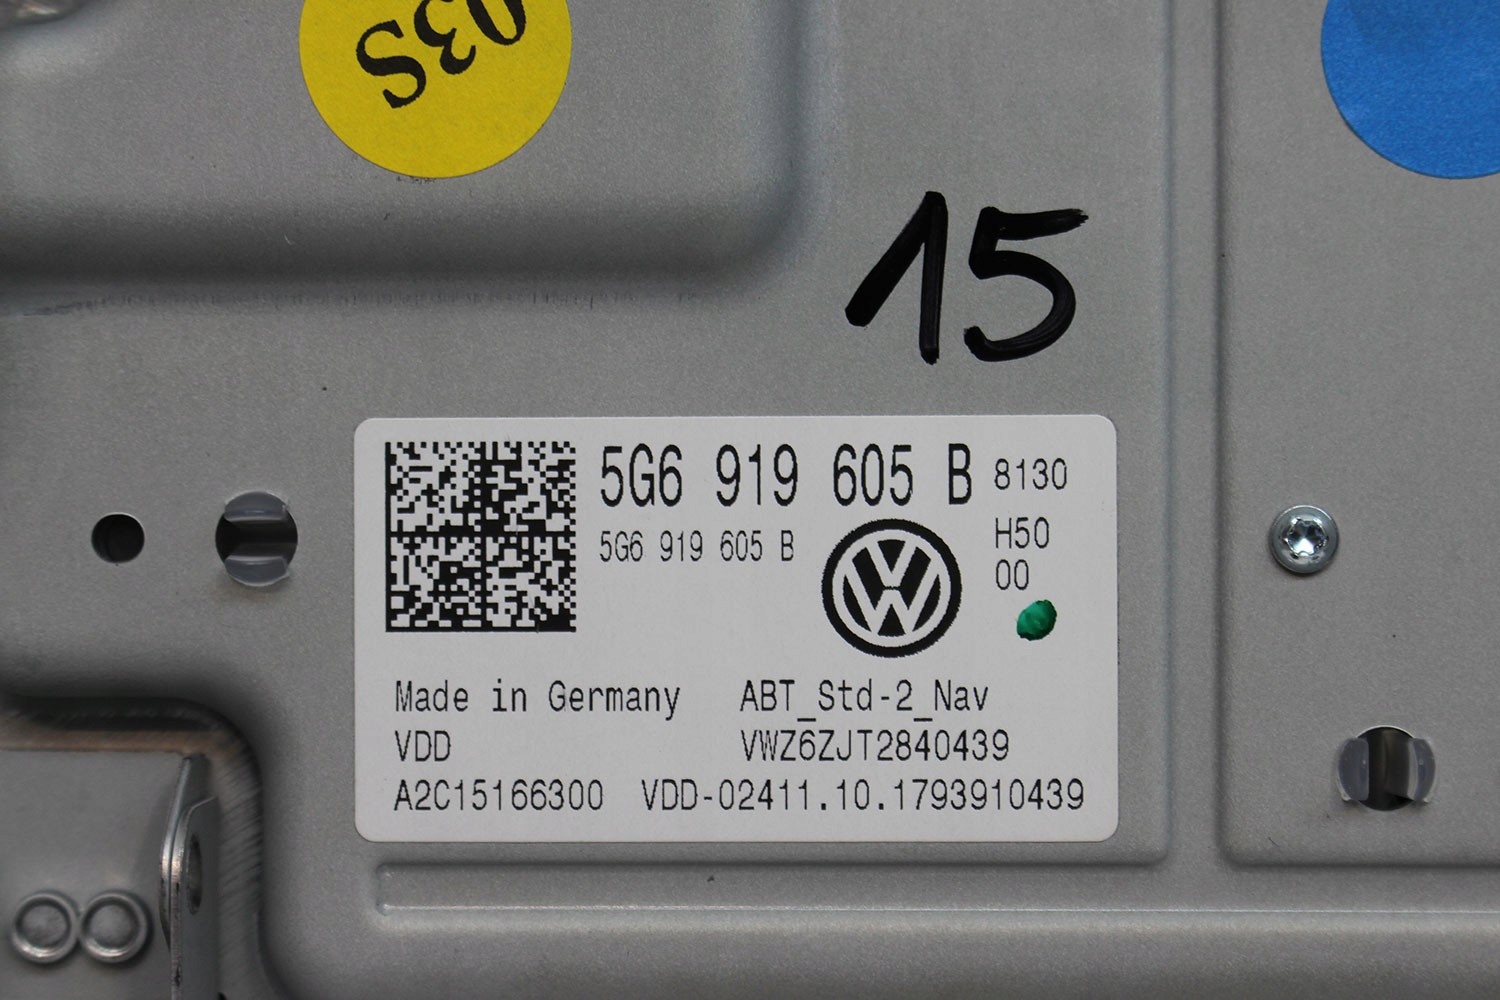 03S
15
5G6 919 605 B 8130
5G6 919 605 B
H50
00
Made in Germany ABT_Std-2_Nav
VDD VWZ6ZJT2840439
A2C15166300 VDD-02411.10.1793910439